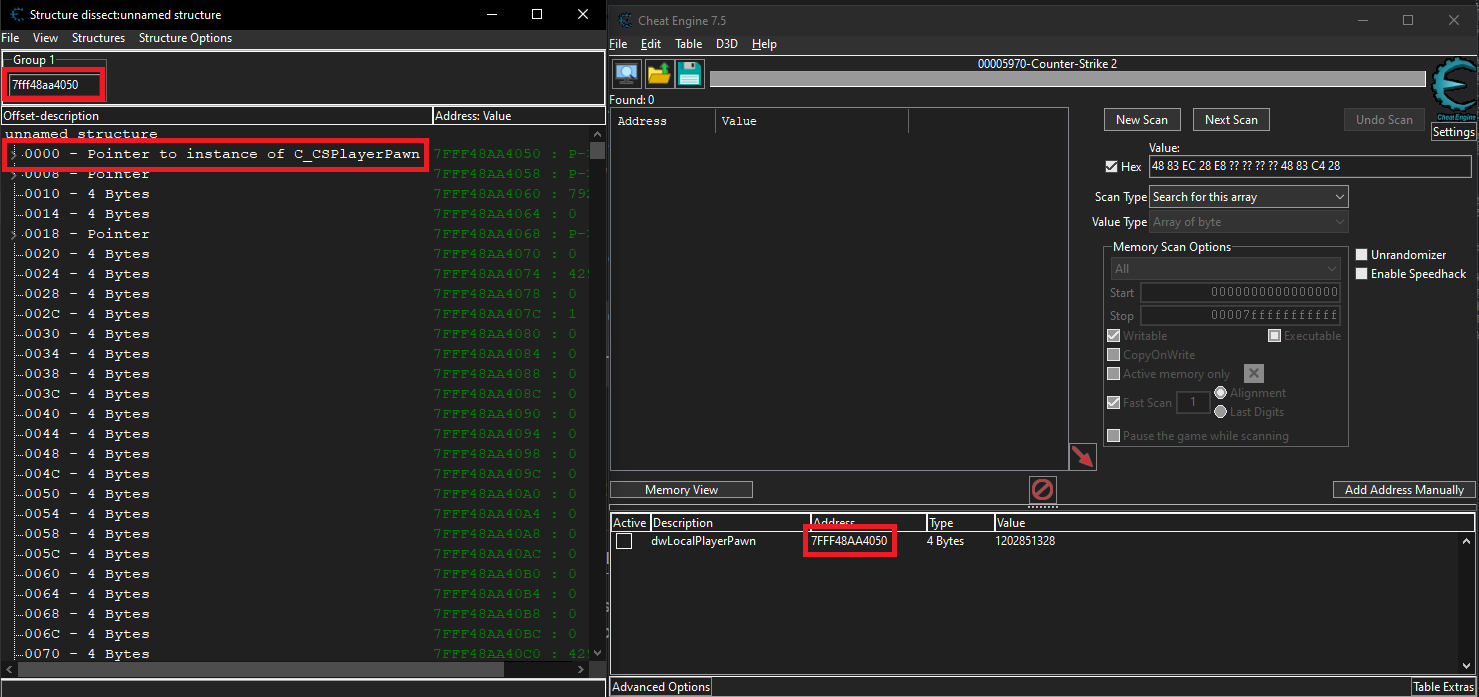 Structure dissect:unnamed structure
File View Structures Structure Options
Group 1
7fff48aa4050
Offset-description Address: Value
unnamed structure
0000 - Pointer to instance of C_CSPlayerPawn 7FFF48AA4050 : P-
0008 - Pointer 7FFF48AA4058 : P-
0010 - 4 Bytes 7FFF48AA4060 : 792
0014 - 4 Bytes 7FFF48AA4064 : 0
0018 - Pointer 7FFF48AA4068 : P-
0020 - 4 Bytes 7FFF48AA4070 : 0
0024 - 4 Bytes 7FFF48AA4074 : 429
0028 - 4 Bytes 7FFF48AA4078 : 0
002C - 4 Bytes 7FFF48AA407C : 1
0030 - 4 Bytes 7FFF48AA4080 : 0
0034 - 4 Bytes 7FFF48AA4084 : 0
0038 - 4 Bytes 7FFF48AA4088 : 0
003C - 4 Bytes 7FFF48AA408C : 0
0040 - 4 Bytes 7FFF48AA4090 : 0
0044 - 4 Bytes 7FFF48AA4094 : 0
0048 - 4 Bytes 7FFF48AA4098 : 0
004C - 4 Bytes 7FFF48AA409C : 0
0050 - 4 Bytes 7FFF48AA40A0 : 0
0054 - 4 Bytes 7FFF48AA40A4 : 0
0058 - 4 Bytes 7FFF48AA40A8 : 0
005C - 4 Bytes 7FFF48AA40AC : 0
0060 - 4 Bytes 7FFF48AA40B0 : 0
0064 - 4 Bytes 7FFF48AA40B4 : 0
0068 - 4 Bytes 7FFF48AA40B8 : 0
006C - 4 Bytes 7FFF48AA40BC : 0
0070 - 4 Bytes 7FFF48AA40C0 : 429
Cheat Engine 7.5
File Edit Table D3D Help
00005970-Counter-Strike 2
Cheat Engine
Settings
Found: 0
Address Value
New Scan Next Scan Undo Scan
Value:
Hex 48 83 EC 28 E8 ?? ?? ?? ?? 48 83 C4 28
Scan Type Search for this array
Value Type Array of byte
Memory Scan Options
All
Start 0000000000000000
Stop 00007fffffffffff
Writable Executable
CopyOnWrite
Active memory only
Fast Scan 1 Alignment
Last Digits
Pause the game while scanning
Unrandomizer
Enable Speedhack
Memory View Add Address Manually
Active Description Address Type Value
dwLocalPlayerPawn 7FFF48AA4050 4 Bytes 1202851328
Advanced Options Table Extras